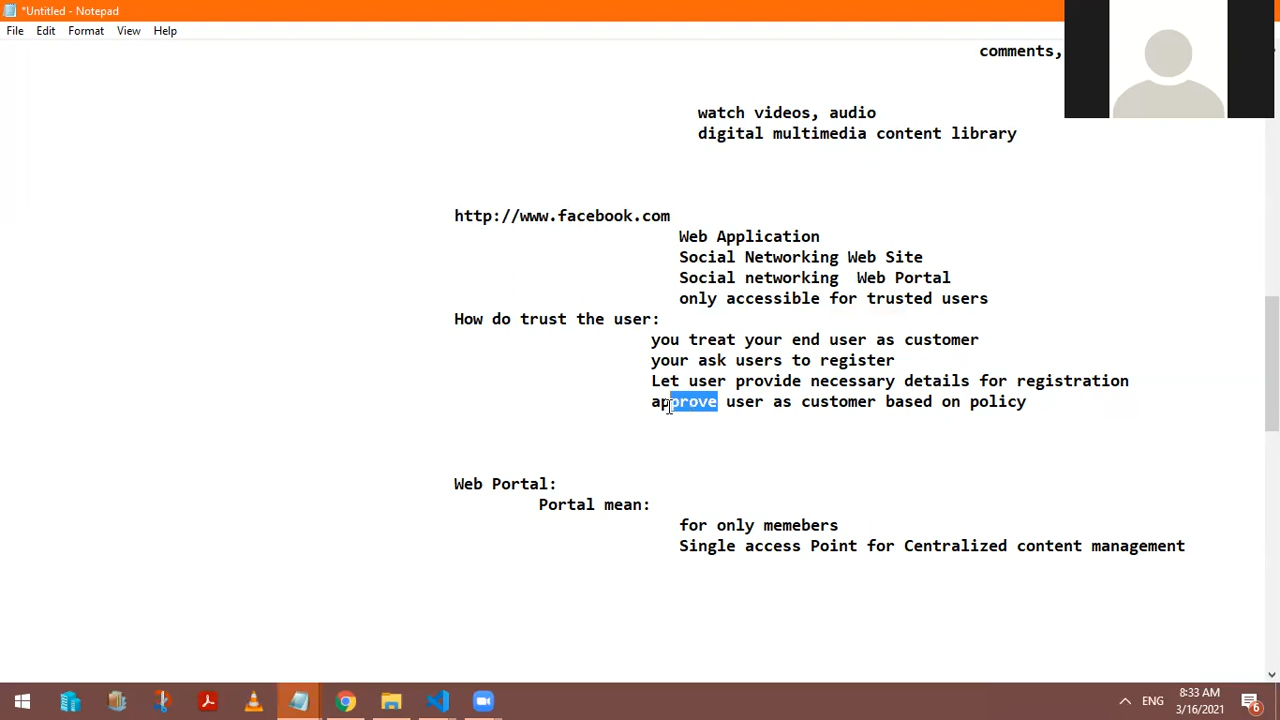 *Untitled - Notepad
File Edit Format View Help
comments,
watch videos, audio
digital multimedia content library
http://www.facebook.com
Web Application
Social Networking Web Site
Social networking  Web Portal
only accessible for trusted users
How do trust the user:
you treat your end user as customer
your ask users to register
Let user provide necessary details for registration
approve user as customer based on policy
Web Portal:
Portal mean:
for only memebers
Single access Point for Centralized content management
ENG
8:33 AM
3/16/2021
6